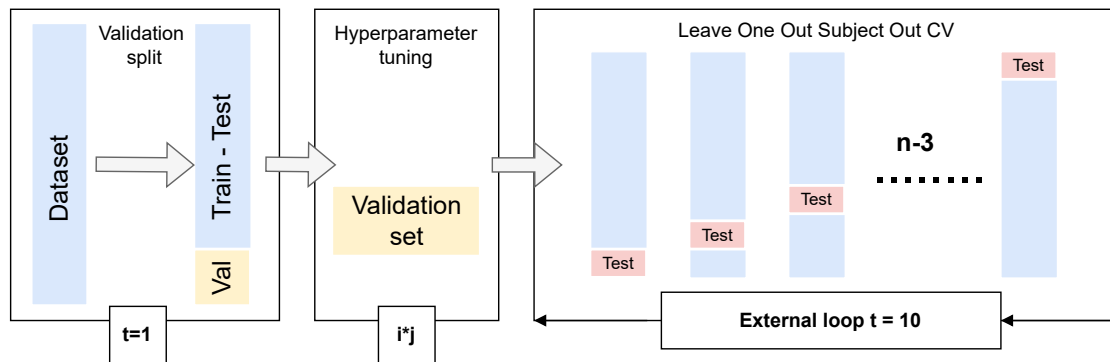 Validation
split
Dataset
Train - Test
Val
t=1
Hyperparameter
tuning
Validation
set
i*j
Leave One Out Subject Out CV
Test
Test
Test
n-3
Test
External loop t = 10